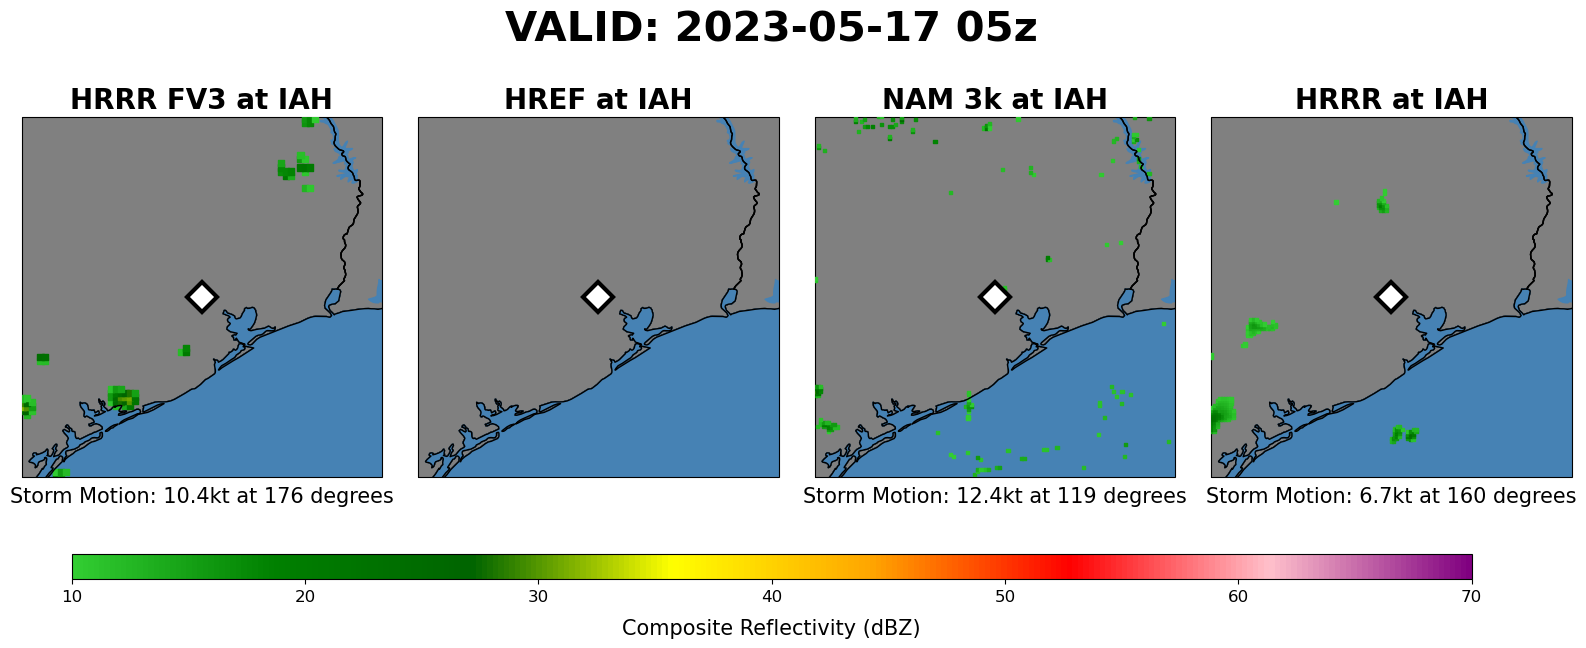 VALID: 2023-05-17 05z
HRRR FV3 at IAH
HREF at IAH
NAM 3k at IAH
HRRR at IAH
Storm Motion: 10.4kt at 176 degrees
Storm Motion: 12.4kt at 119 degrees
Storm Motion: 6.7kt at 160 degrees
10 20 30 40 50 60 70
Composite Reflectivity (dBZ)